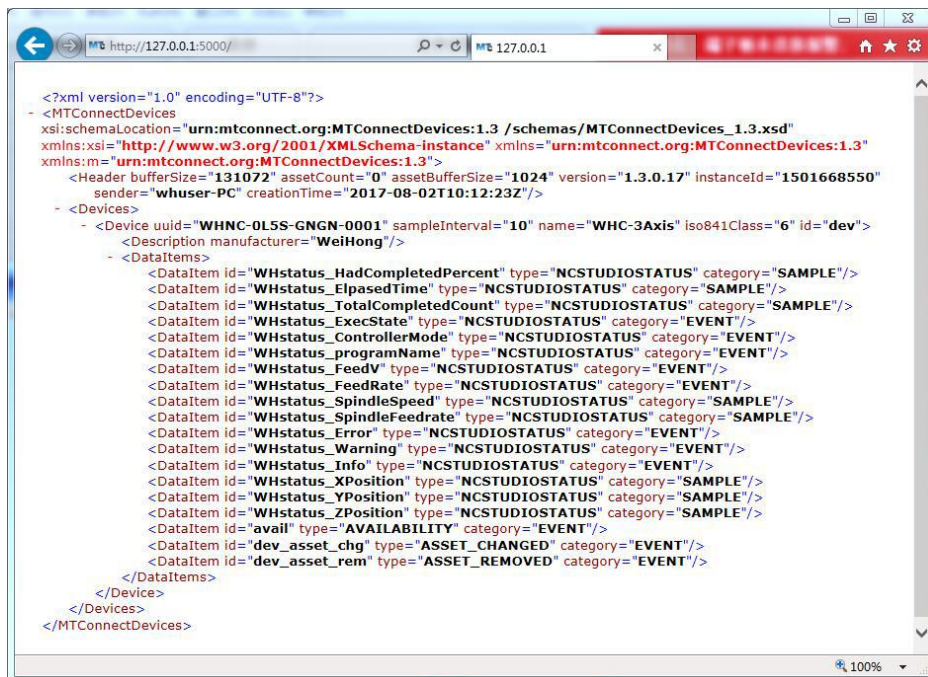 http://127.0.0.1:5000/
127.0.0.1
<?xml version="1.0" encoding="UTF-8"?>
- <MTConnectDevices
xsi:schemaLocation="urn:mtconnect.org:MTConnectDevices:1.3 /schemas/MTConnectDevices_1.3.xsd"
xmlns:xsi="http://www.w3.org/2001/XMLSchema-instance" xmlns="urn:mtconnect.org:MTConnectDevices:1.3"
xmlns:m="urn:mtconnect.org:MTConnectDevices:1.3">
<Header bufferSize="131072" assetCount="0" assetBufferSize="1024" version="1.3.0.17" instanceId="1501668550"
sender="whuser-PC" creationTime="2017-08-02T10:12:23Z"/>
- <Devices>
- <Device uuid="WHNC-0L5S-GNGN-0001" sampleInterval="10" name="WHC-3Axis" iso841Class="6" id="dev">
<Description manufacturer="WeiHong"/>
- <DataItems>
<DataItem id="WHstatus_HadCompletedPercent" type="NCSTUDIOSTATUS" category="SAMPLE"/>
<DataItem id="WHstatus_ElpasedTime" type="NCSTUDIOSTATUS" category="SAMPLE"/>
<DataItem id="WHstatus_TotalCompletedCount" type="NCSTUDIOSTATUS" category="SAMPLE"/>
<DataItem id="WHstatus_ExecState" type="NCSTUDIOSTATUS" category="EVENT"/>
<DataItem id="WHstatus_ControllerMode" type="NCSTUDIOSTATUS" category="EVENT"/>
<DataItem id="WHstatus_programName" type="NCSTUDIOSTATUS" category="EVENT"/>
<DataItem id="WHstatus_FeedV" type="NCSTUDIOSTATUS" category="EVENT"/>
<DataItem id="WHstatus_FeedRate" type="NCSTUDIOSTATUS" category="EVENT"/>
<DataItem id="WHstatus_SpindleSpeed" type="NCSTUDIOSTATUS" category="SAMPLE"/>
<DataItem id="WHstatus_SpindleFeedrate" type="NCSTUDIOSTATUS" category="SAMPLE"/>
<DataItem id="WHstatus_Error" type="NCSTUDIOSTATUS" category="EVENT"/>
<DataItem id="WHstatus_Warning" type="NCSTUDIOSTATUS" category="EVENT"/>
<DataItem id="WHstatus_Info" type="NCSTUDIOSTATUS" category="EVENT"/>
<DataItem id="WHstatus_XPosition" type="NCSTUDIOSTATUS" category="SAMPLE"/>
<DataItem id="WHstatus_YPosition" type="NCSTUDIOSTATUS" category="SAMPLE"/>
<DataItem id="WHstatus_ZPosition" type="NCSTUDIOSTATUS" category="SAMPLE"/>
<DataItem id="avail" type="AVAILABILITY" category="EVENT"/>
<DataItem id="dev_asset_chg" type="ASSET_CHANGED" category="EVENT"/>
<DataItem id="dev_asset_rem" type="ASSET_REMOVED" category="EVENT"/>
</DataItems>
</Device>
</Devices>
</MTConnectDevices>
100%